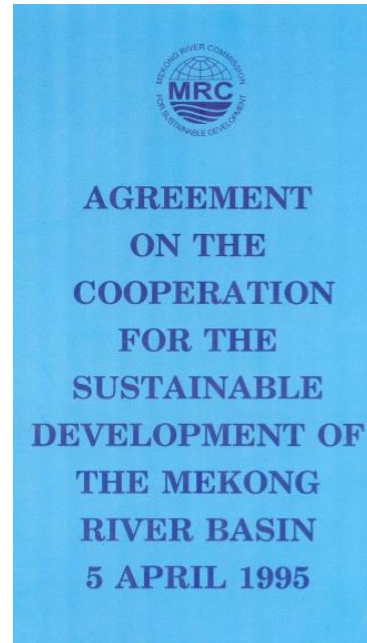 MEKONG RIVER COMMISSION
MRC
FOR SUSTAINABLE DEVELOPMENT
AGREEMENT
ON THE
COOPERATION
FOR THE
SUSTAINABLE
DEVELOPMENT OF
THE MEKONG
RIVER BASIN
5 APRIL 1995